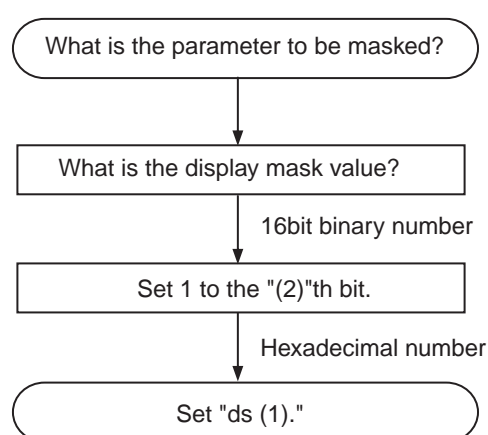 What is the parameter to be masked?
What is the display mask value?
16bit binary number
Set 1 to the "(2)"th bit.
Hexadecimal number
Set "ds (1)."